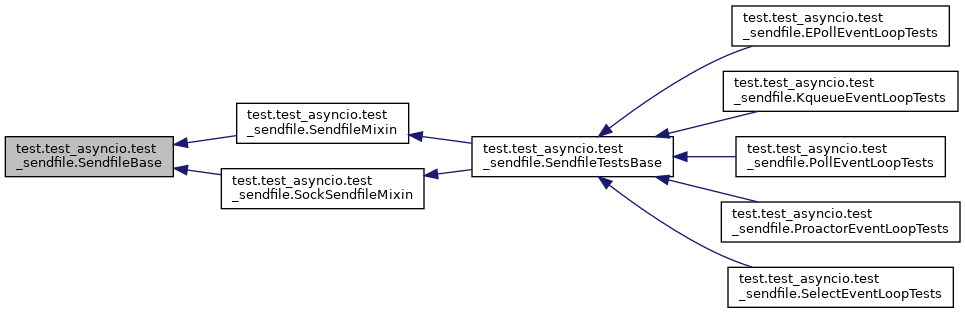 test.test_asyncio.test
_sendfile.SendfileBase
test.test_asyncio.test
_sendfile.SendfileMixin
test.test_asyncio.test
_sendfile.SockSendfileMixin
test.test_asyncio.test
_sendfile.SendfileTestsBase
test.test_asyncio.test
_sendfile.EPollEventLoopTests
test.test_asyncio.test
_sendfile.KqueueEventLoopTests
test.test_asyncio.test
_sendfile.PollEventLoopTests
test.test_asyncio.test
_sendfile.ProactorEventLoopTests
test.test_asyncio.test
_sendfile.SelectEventLoopTests